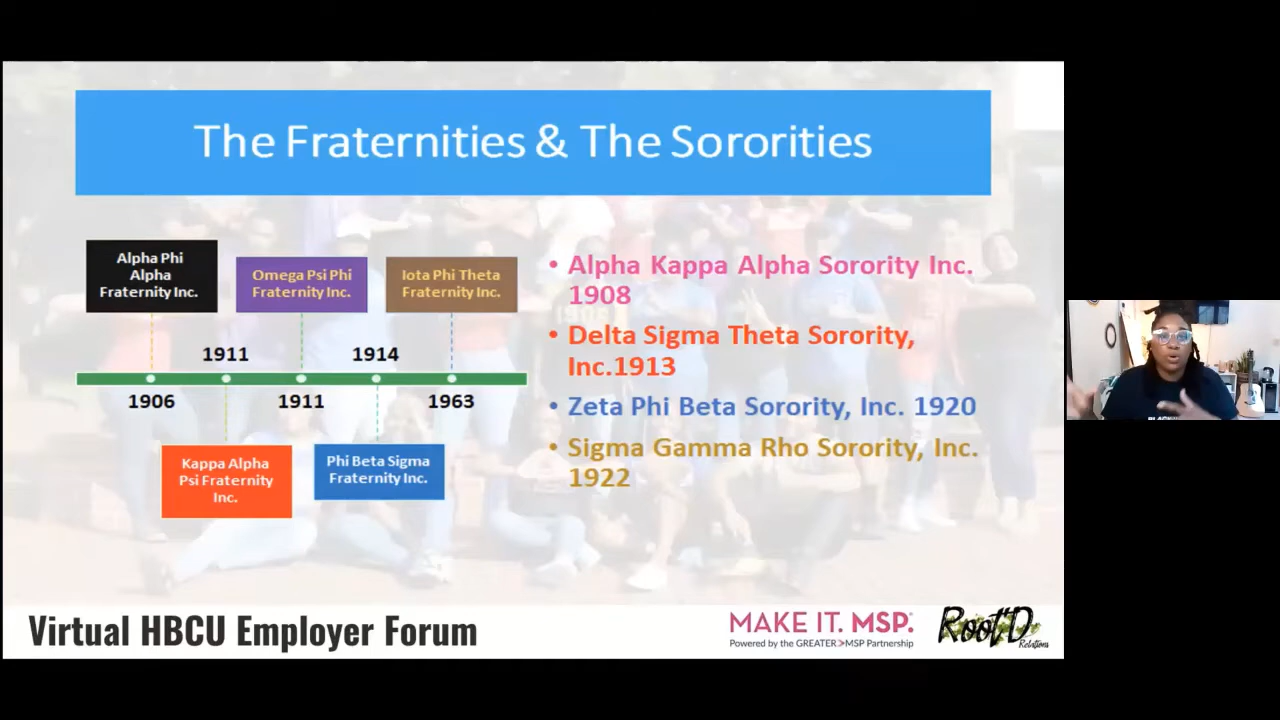 The Fraternities & The Sororities
Alpha Phi
Alpha
Fraternity Inc.
Omega Psi Phi
Fraternity Inc.
Iota Phi Theta
Fraternity Inc.
1911
1914
1906
1911
1963
Kappa Alpha
Psi Fraternity
Inc.
Phi Beta Sigma
Fraternity Inc.
• Alpha Kappa Alpha Sorority Inc.
1908
• Delta Sigma Theta Sorority,
Inc.1913
• Zeta Phi Beta Sorority, Inc. 1920
• Sigma Gamma Rho Sorority, Inc.
1922
Virtual HBCU Employer Forum
MAKE IT. MSP.
Powered by the GREATER>MSP Partnership
Root'D
Relations